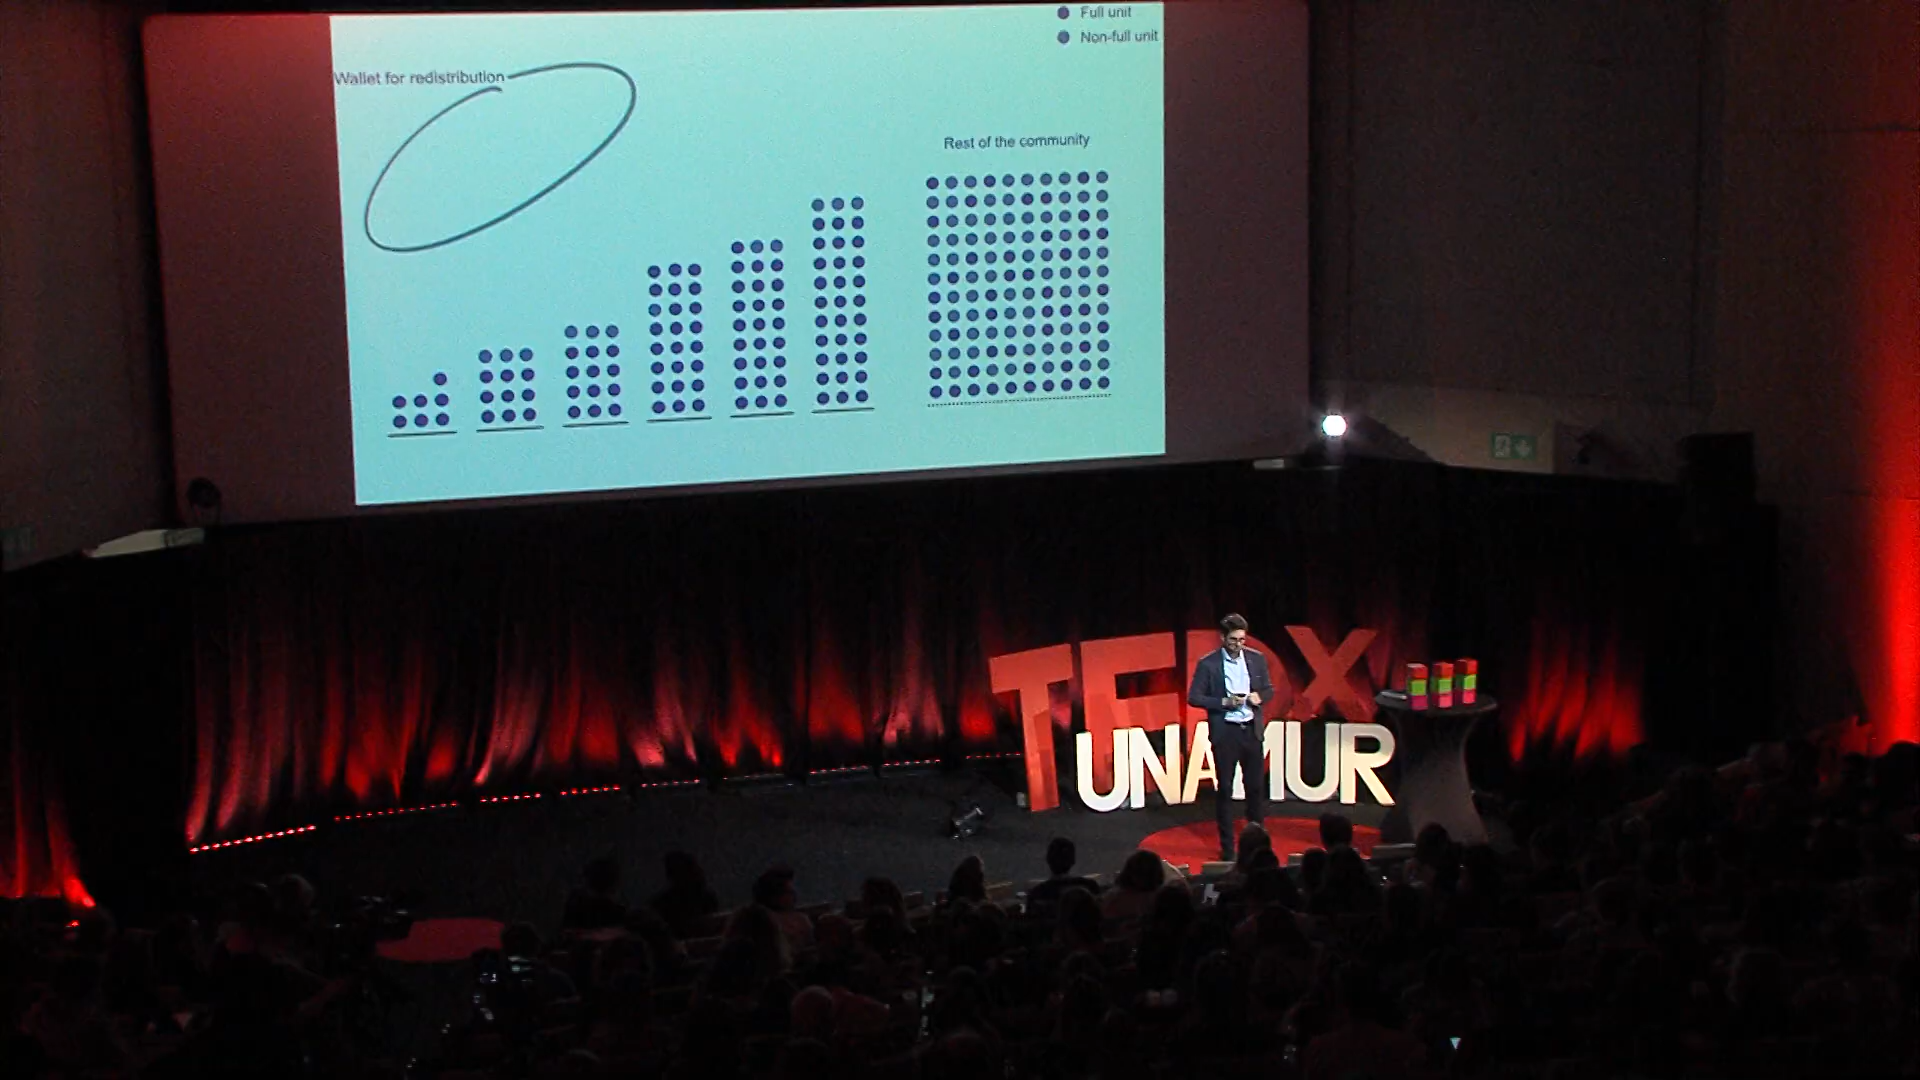 Full unit
Non-full unit
Wallet for redistribution
Rest of the community
TEDX
UNAMUR